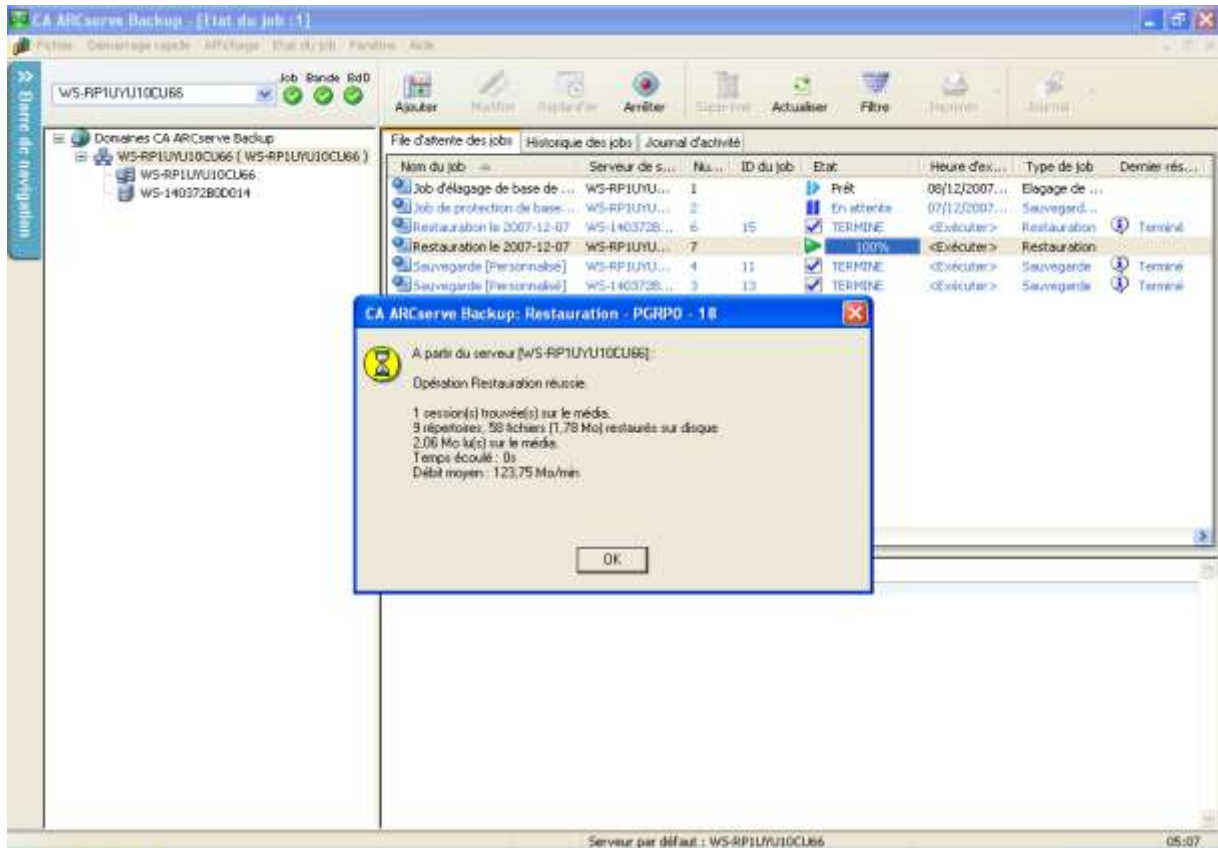 CA ARCserve Backup - [Etat du job :1]
Fichier Démarrage rapide Affichage Etat du job Fenêtre Aide
Barre de navigation
WS-RP1UYU10CU66
Job Bande BdD
Ajouter Modifier Replanifier Arrêter Supprimer Actualiser Filtre Imprimer Journal
Domaines CA ARCserve Backup
WS-RP1UYU10CU66 ( WS-RP1UYU10CU66 )
WS-RP1UYU10CU66
WS-140372B0D014
File d'attente des jobs Historique des jobs Journal d'activité
Nom du job Serveur de s... Nu... ID du job Etat Heure d'ex... Type de job Dernier rés...
Job d'élagage de base de ... WS-RP1UYU... 1 Prêt 08/12/2007... Elagage de ...
Job de protection de base... WS-RP1UYU... 2 En attente 07/12/2007... Sauvegard...
Restauration le 2007-12-07 WS-140372B... 6 15 TERMINE <Exécuter> Restauration Terminé
Restauration le 2007-12-07 WS-RP1UYU... 7 100% <Exécuter> Restauration
Sauvegarde [Personnalisé] WS-RP1UYU... 4 11 TERMINE <Exécuter> Sauvegarde Terminé
Sauvegarde [Personnalisé] WS-140372B... 3 13 TERMINE <Exécuter> Sauvegarde Terminé
CA ARCserve Backup: Restauration - PGRP0 - 18
A partir du serveur [WS-RP1UYU10CU66]:
Opération Restauration réussie.
1 session(s) trouvée(s) sur le média.
9 répertoires, 58 fichiers (1,78 Mo) restaurés sur disque
2,06 Mo lu(s) sur le média.
Temps écoulé : 0s
Débit moyen : 123,75 Mo/min
OK
Serveur par défaut : WS-RP1UYU10CU66
05:07